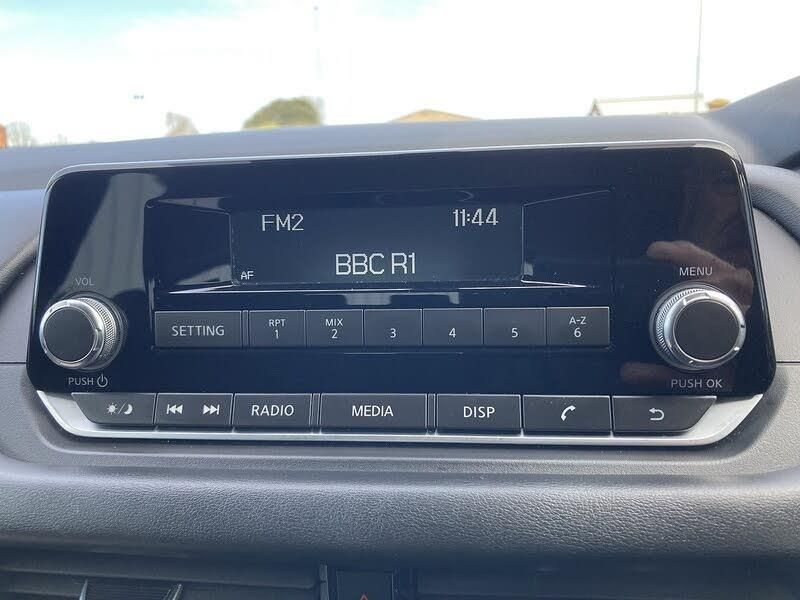 FM2 11:44
AF BBC R1
VOL
MENU
SETTING RPT 1 MIX 2 3 4 5 A-Z 6
PUSH
PUSH OK
RADIO MEDIA DISP